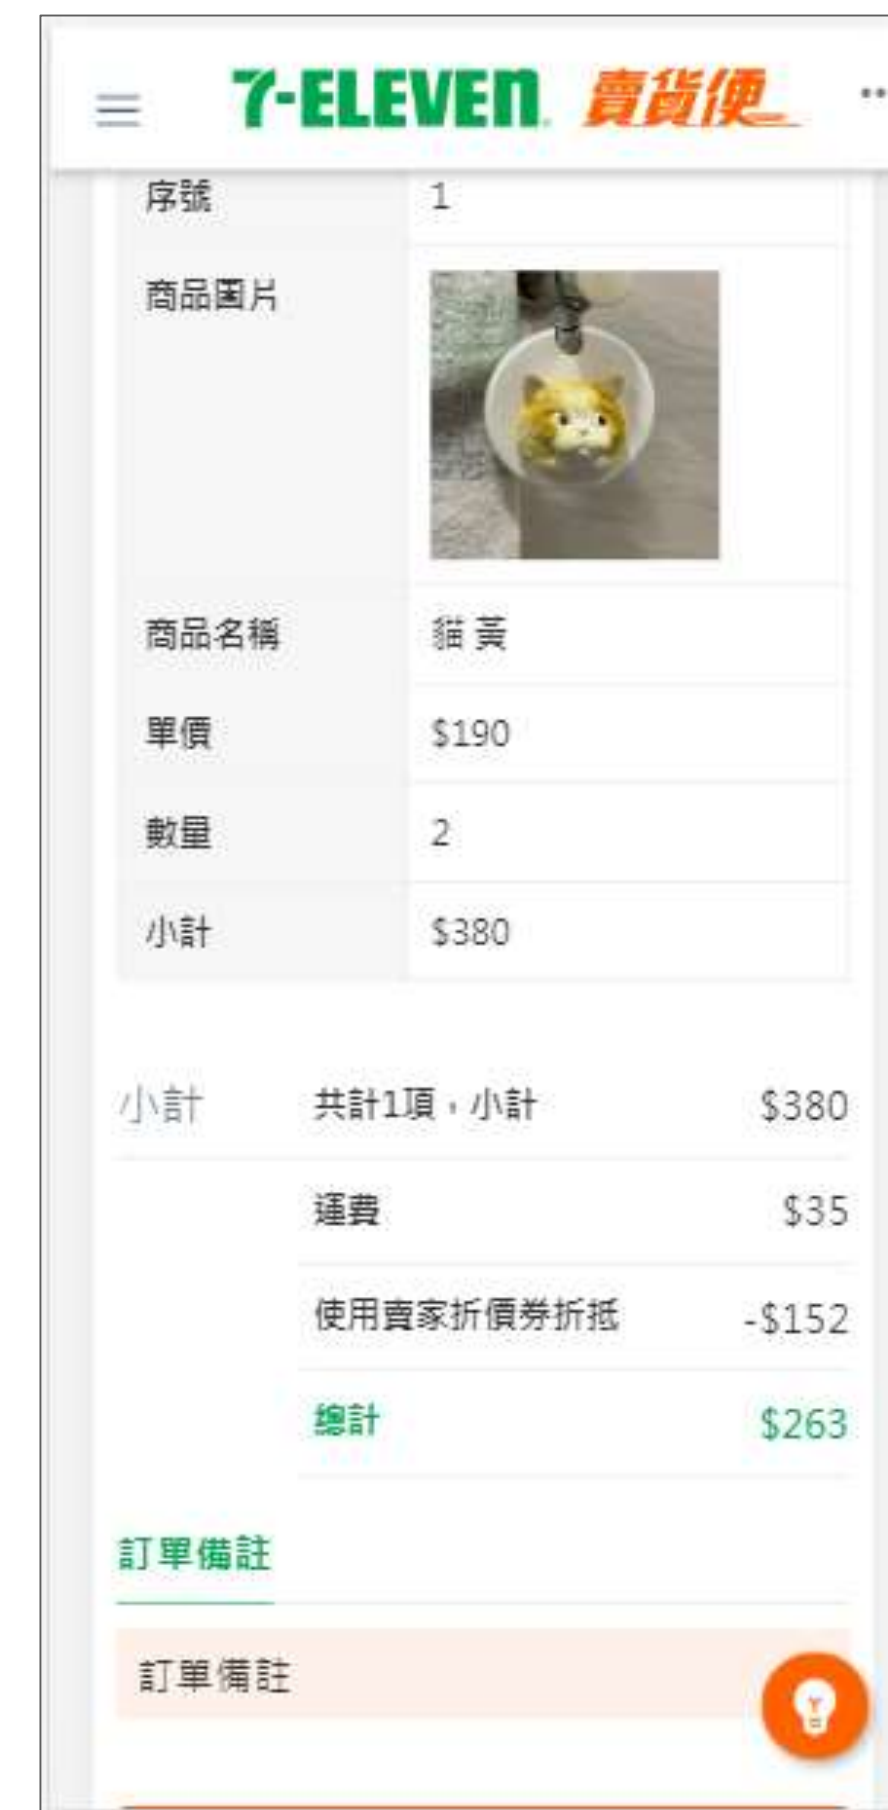 7-ELEVEN 賣貨便
序號 1
商品圖片
商品名稱 貓 黃
單價 $190
數量 2
小計 $380
小計 共計1項，小計 $380
運費 $35
使用賣家折價券折抵 -$152
總計 $263
訂單備註
訂單備註